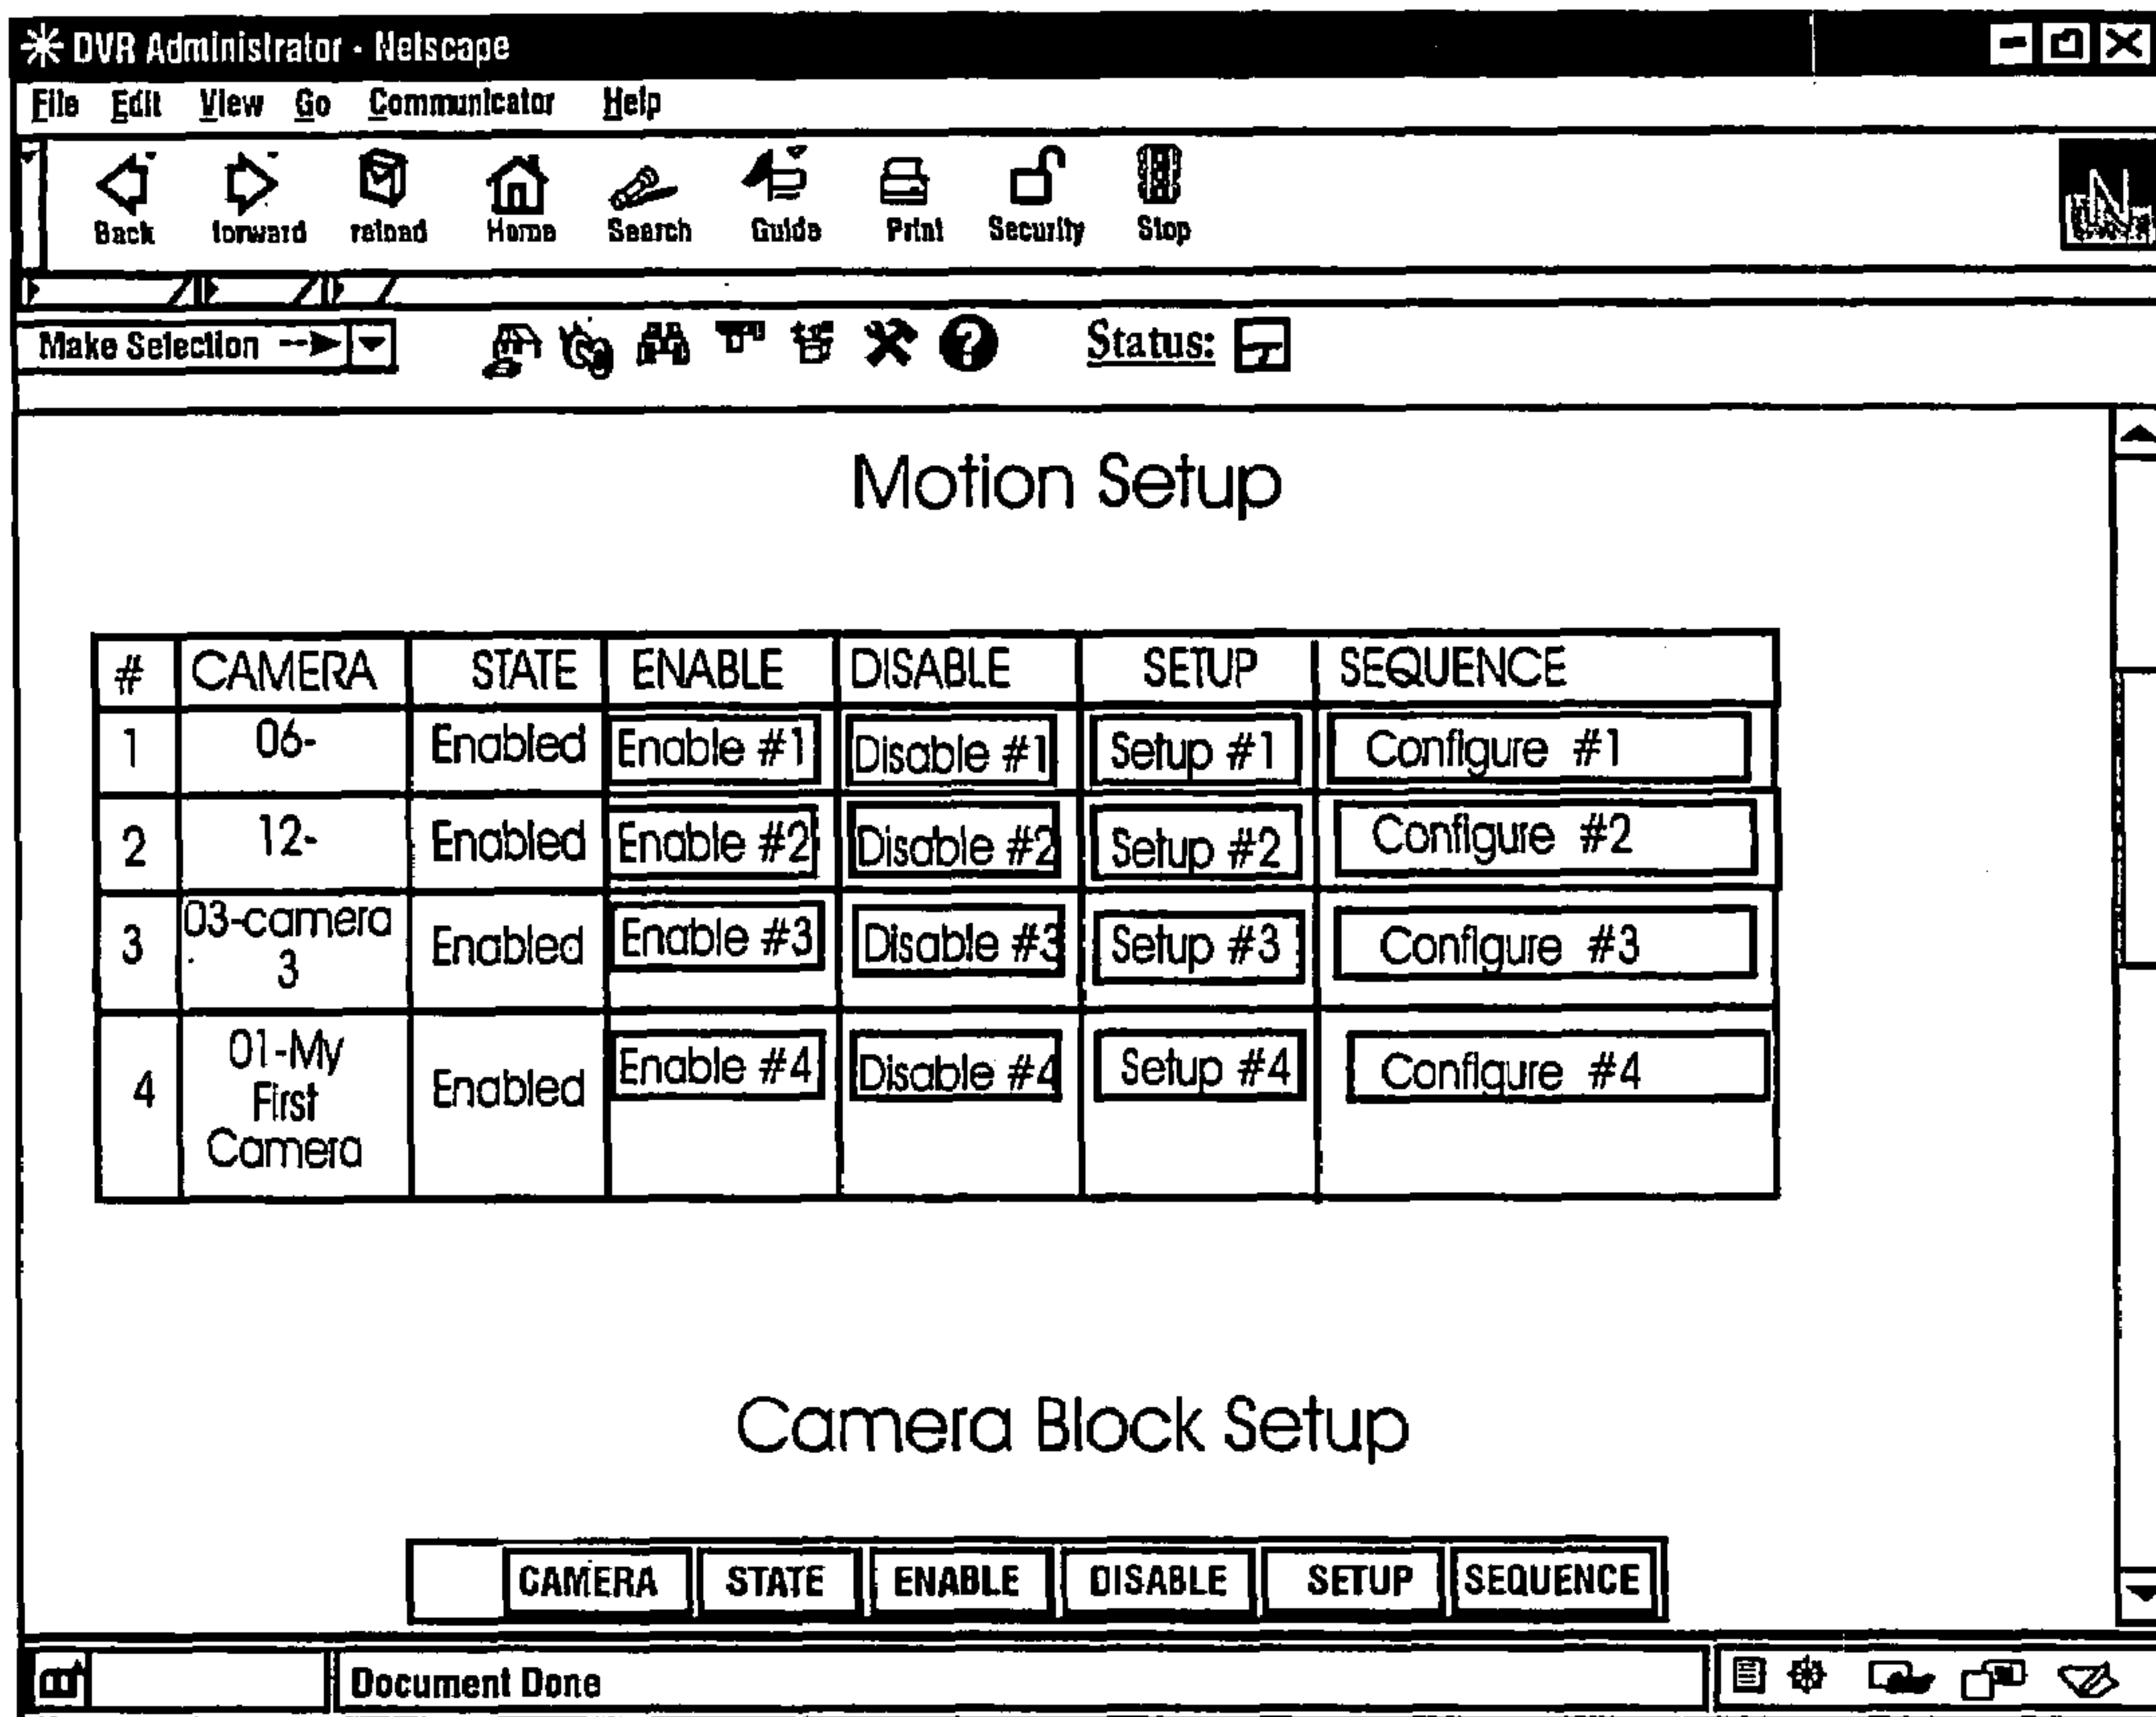 DVR Administrator - Netscape
File Edit View Go Communicator Help
Back forward reload Home Search Guide Print Security Stop
N
Make Selection --> ? Status:
Motion Setup
# CAMERA STATE ENABLE DISABLE SETUP SEQUENCE
1 06- Enabled Enable #1 Disable #1 Setup #1 Configure #1
2 12- Enabled Enable #2 Disable #2 Setup #2 Configure #2
3 03-camera Enabled Enable #3 Disable #3 Setup #3 Configure #3
3
4 01-My Enabled Enable #4 Disable #4 Setup #4 Configure #4
First
Camera
Camera Block Setup
CAMERA STATE ENABLE DISABLE SETUP SEQUENCE
Document Done